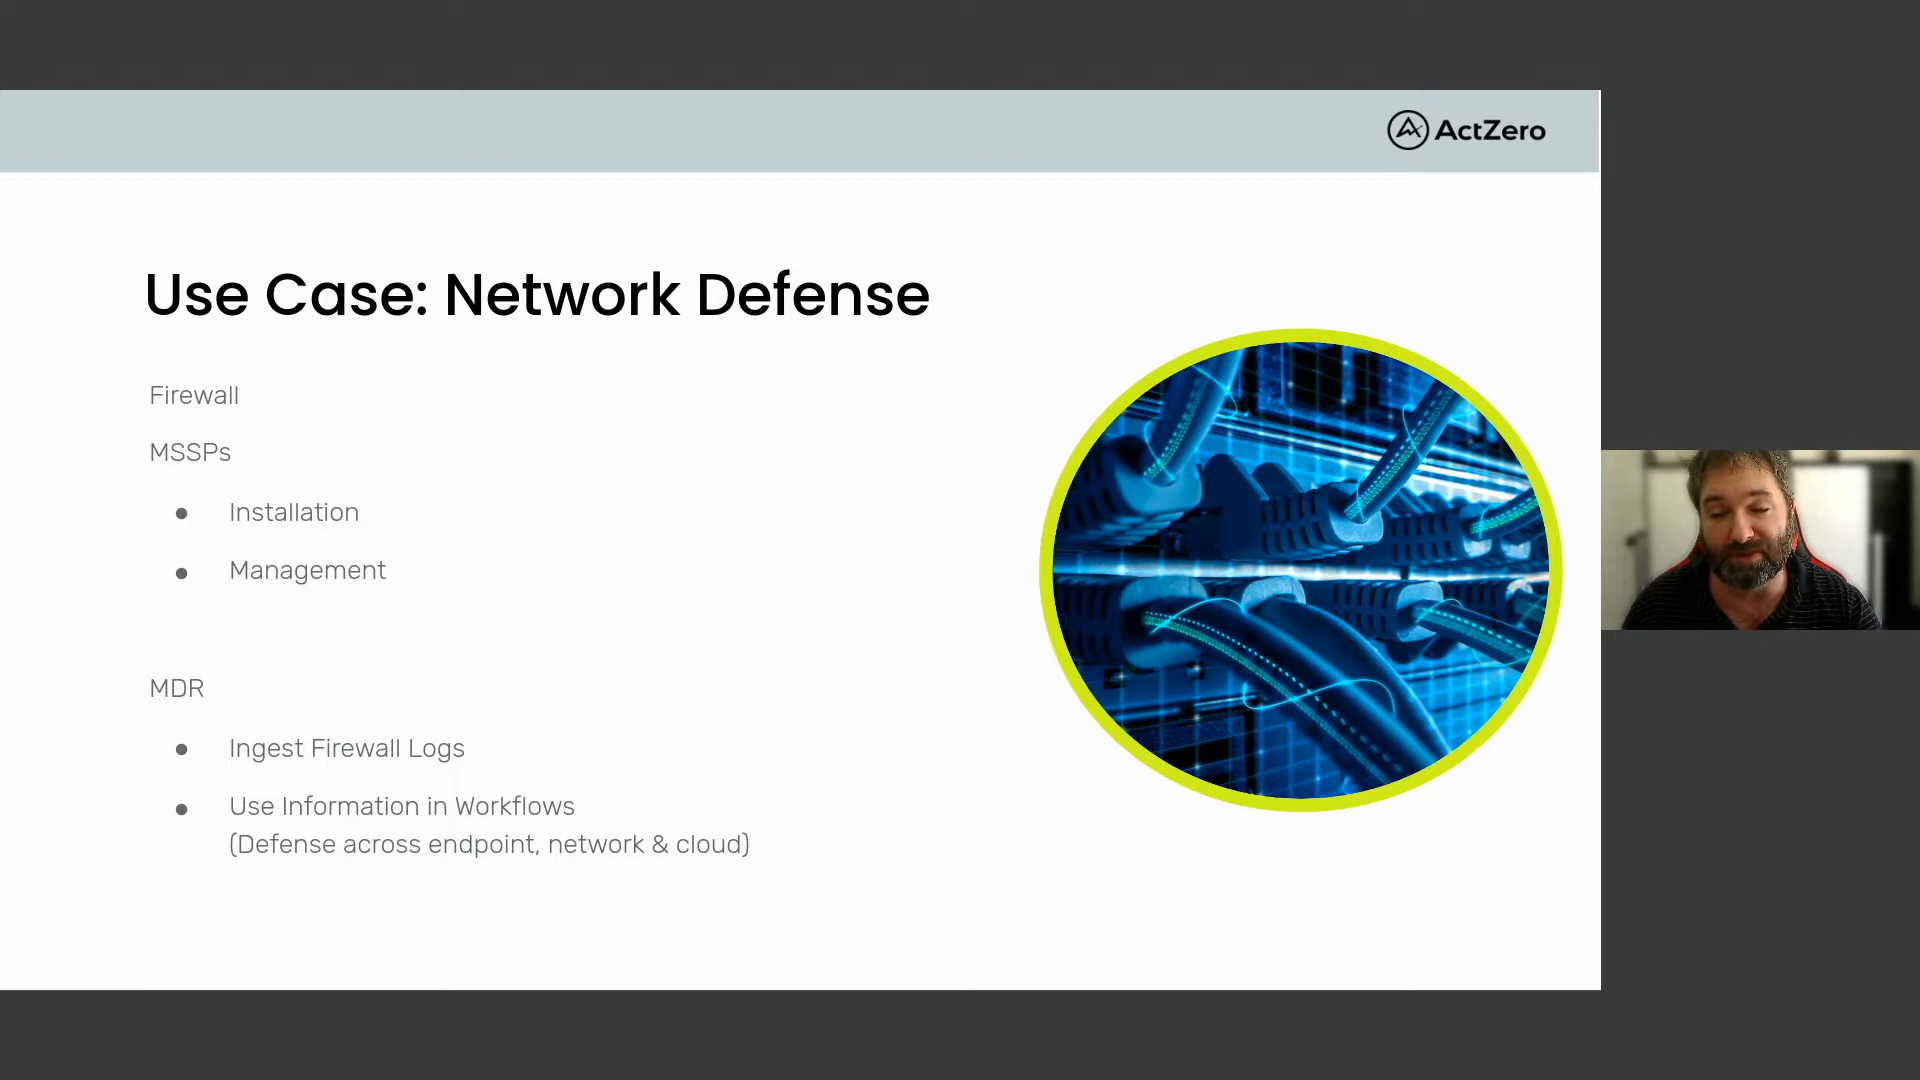 ActZero
Use Case: Network Defense
Firewall
MSSPs
● Installation
● Management
MDR
● Ingest Firewall Logs
● Use Information in Workflows
(Defense across endpoint, network & cloud)